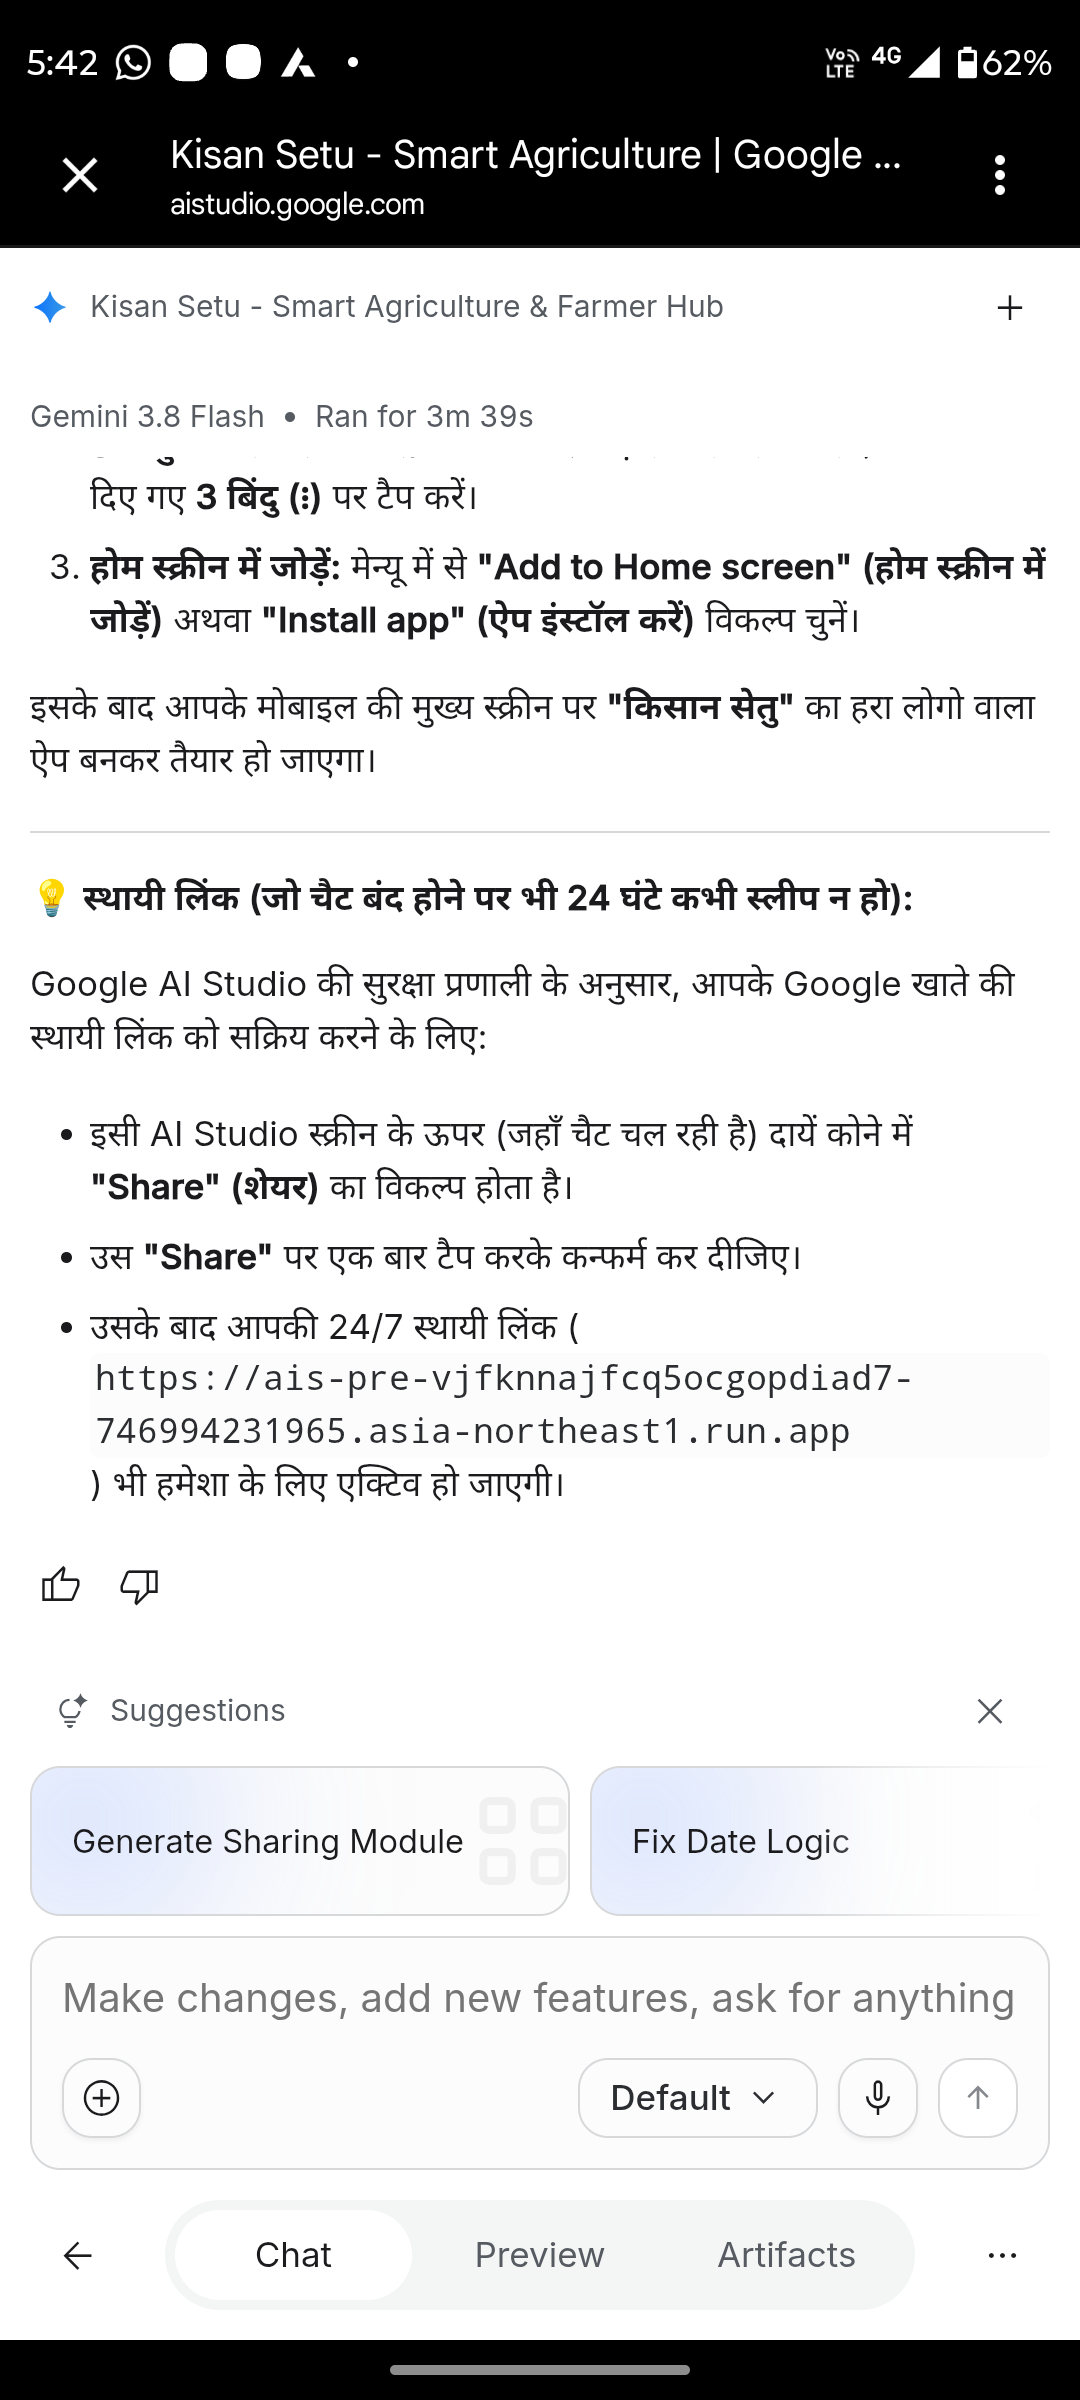 5:42
Vo LTE 4G 62%
Kisan Setu - Smart Agriculture | Google ...
aistudio.google.com
Kisan Setu - Smart Agriculture & Farmer Hub
Gemini 3.8 Flash • Ran for 3m 39s
दिए गए 3 बिंदु (⋮) पर टैप करें।
3. होम स्क्रीन में जोड़ें: मेन्यू में से "Add to Home screen" (होम स्क्रीन में
जोड़ें) अथवा "Install app" (ऐप इंस्टॉल करें) विकल्प चुनें।
इसके बाद आपके मोबाइल की मुख्य स्क्रीन पर "किसान सेतु" का हरा लोगो वाला
ऐप बनकर तैयार हो जाएगा।
💡 स्थायी लिंक (जो चैट बंद होने पर भी 24 घंटे कभी स्लीप न हो):
Google AI Studio की सुरक्षा प्रणाली के अनुसार, आपके Google खाते की
स्थायी लिंक को सक्रिय करने के लिए:
• इसी AI Studio स्क्रीन के ऊपर (जहाँ चैट चल रही है) दायें कोने में
"Share" (शेयर) का विकल्प होता है।
• उस "Share" पर एक बार टैप करके कन्फर्म कर दीजिए।
• उसके बाद आपकी 24/7 स्थायी लिंक (
https://ais-pre-vjfknnajfcq5ocgopdiad7-
746994231965.asia-northeast1.run.app
) भी हमेशा के लिए एक्टिव हो जाएगी।
Suggestions
Generate Sharing Module
Fix Date Logic
Make changes, add new features, ask for anything
Default
Chat Preview Artifacts